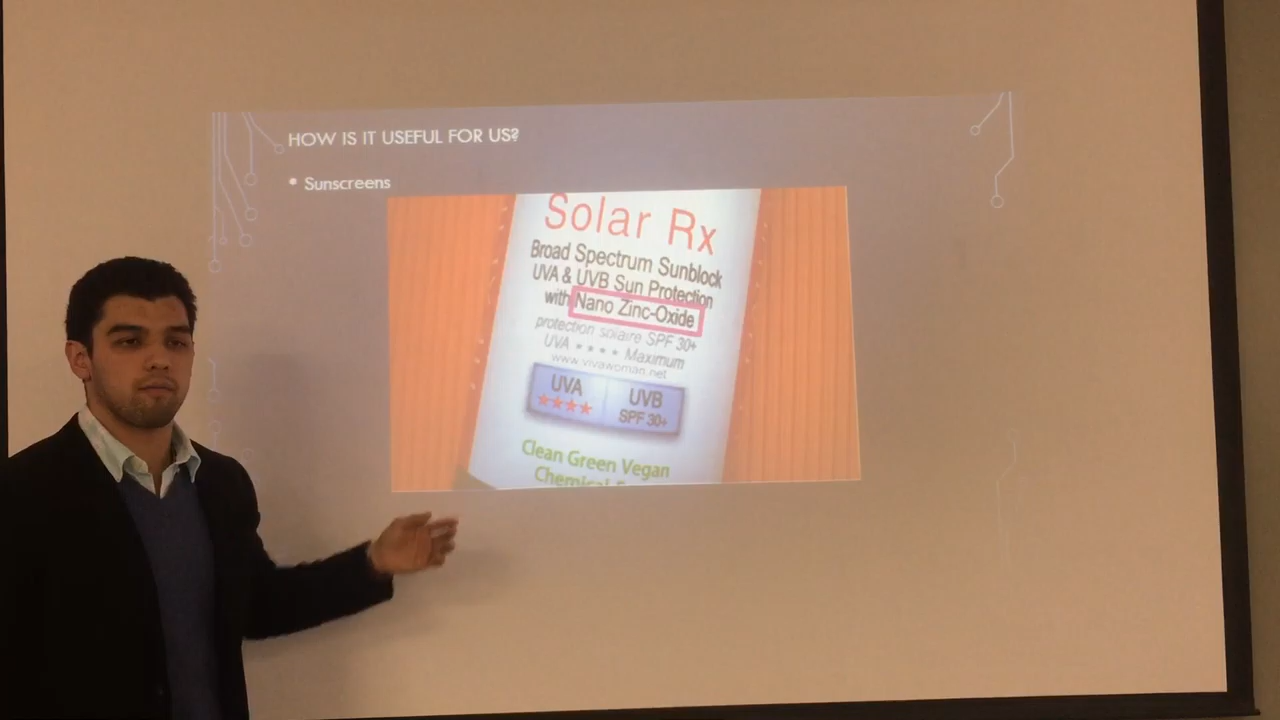 HOW IS IT USEFUL FOR US?
• Sunscreens
Solar Rx
Broad Spectrum Sunblock
UVA & UVB Sun Protection
with Nano Zinc-Oxide
protection solaire SPF 30+
UVA **** Maximum
www.vivawoman.net
UVA
★★★★
UVB
SPF 30+
Clean Green Vegan